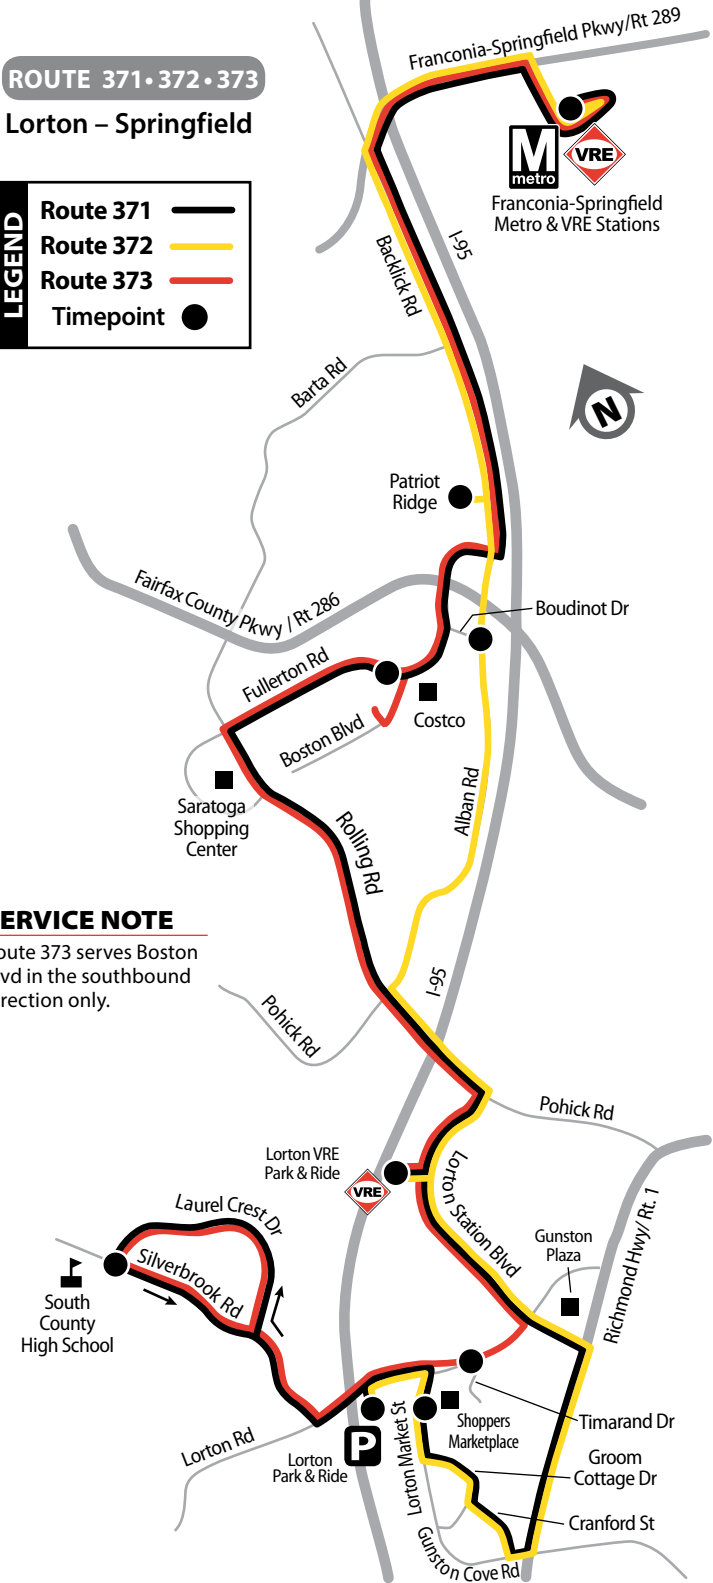 Franconia-Springfield Pkwy/Rt 289
ROUTE 371•372•373
Lorton – Springfield
M
metro
VRE
Franconia-Springfield
Metro & VRE Stations
LEGEND
Route 371
Route 372
Route 373
Timepoint
I-95
Backlick Rd
Barta Rd
N
Patriot
Ridge
Fairfax County Pkwy / Rt 286
Boudinot Dr
Fullerton Rd
Costco
Boston Blvd
Saratoga
Shopping
Center
Alban Rd
Rolling Rd
ERVICE NOTE
oute 373 serves Boston
vd in the southbound
rection only.
I-95
Pohick Rd
Pohick Rd
Lorton VRE
Park & Ride
VRE
Lorton Station Blvd
Laurel Crest Dr
Silverbrook Rd
South
County
High School
Gunston
Plaza
Richmond Hwy/ Rt. 1
Timarand Dr
Shoppers
Marketplace
Lorton Market St
Groom
Cottage Dr
Lorton Rd
P
Lorton
Park & Ride
Cranford St
Gunston Cove Rd